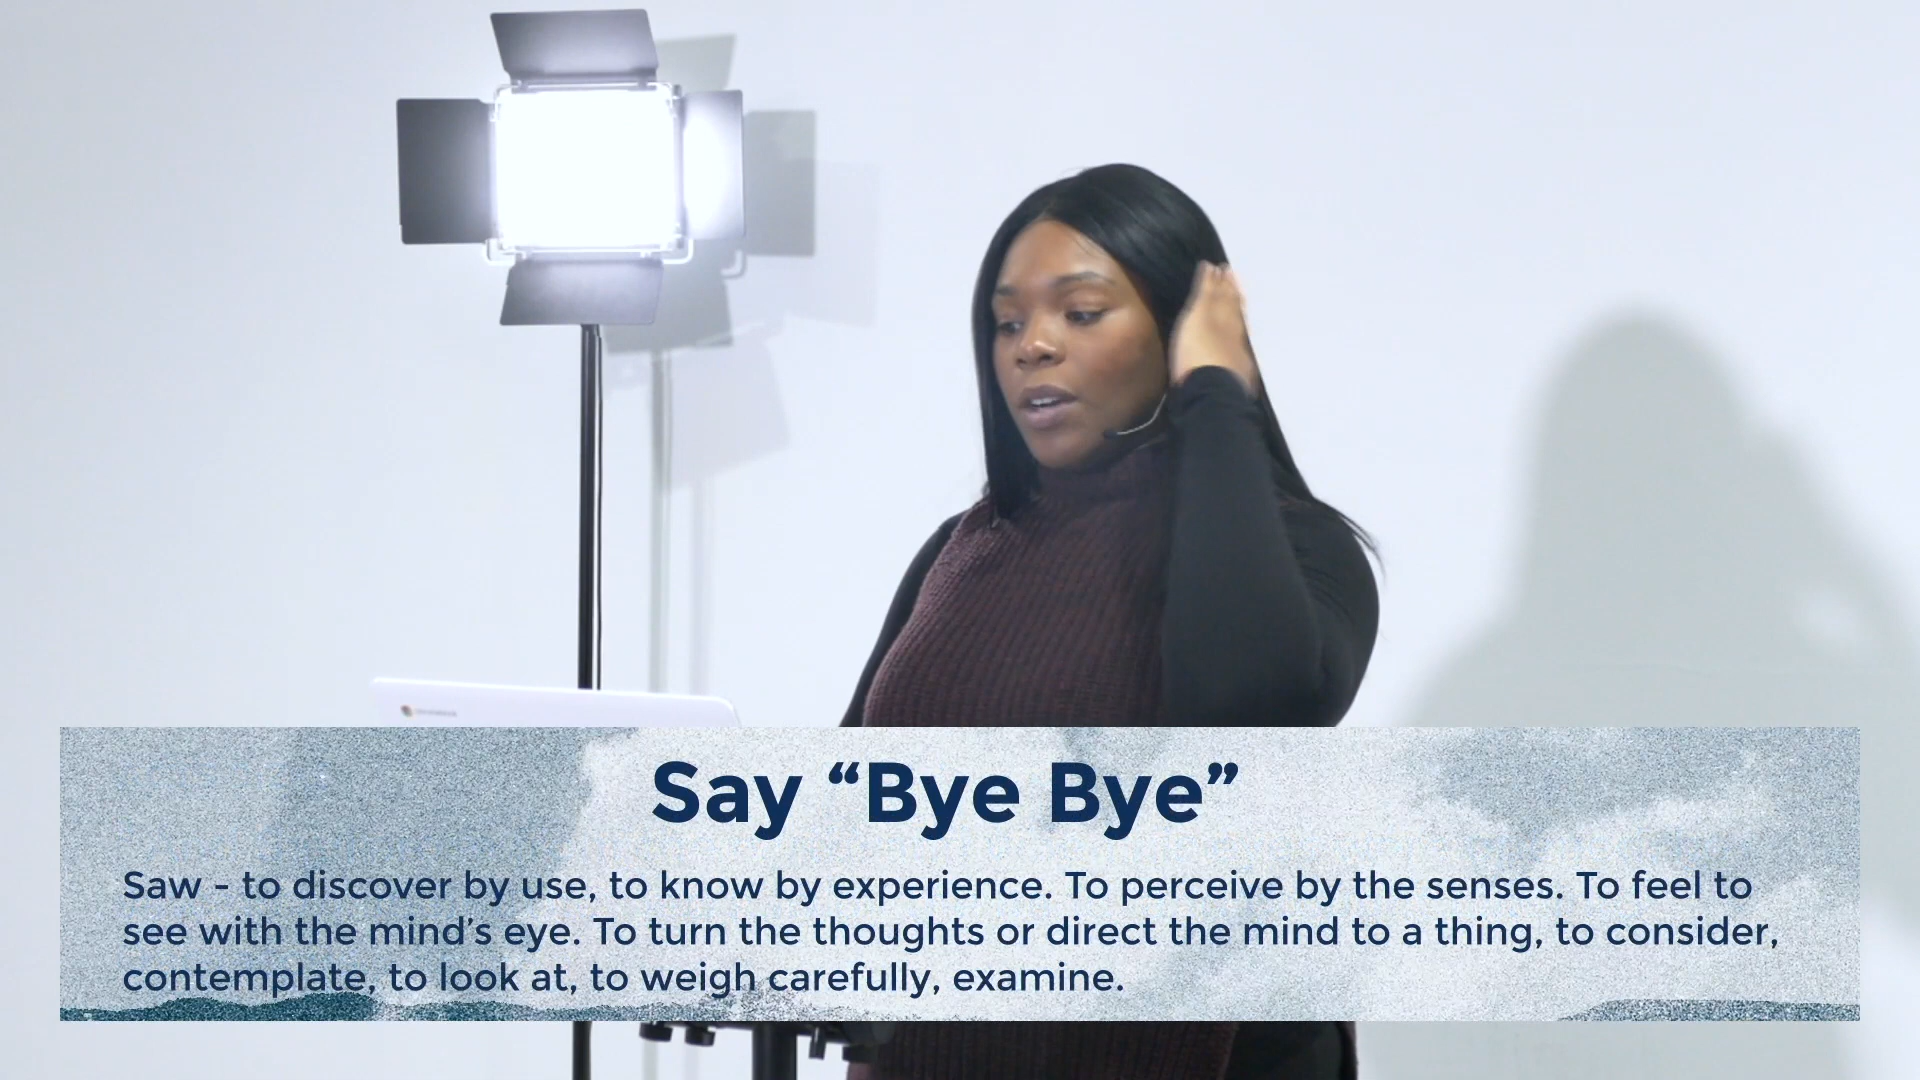 Say “Bye Bye”
Saw - to discover by use, to know by experience. To perceive by the senses. To feel to
see with the mind’s eye. To turn the thoughts or direct the mind to a thing, to consider,
contemplate, to look at, to weigh carefully, examine.